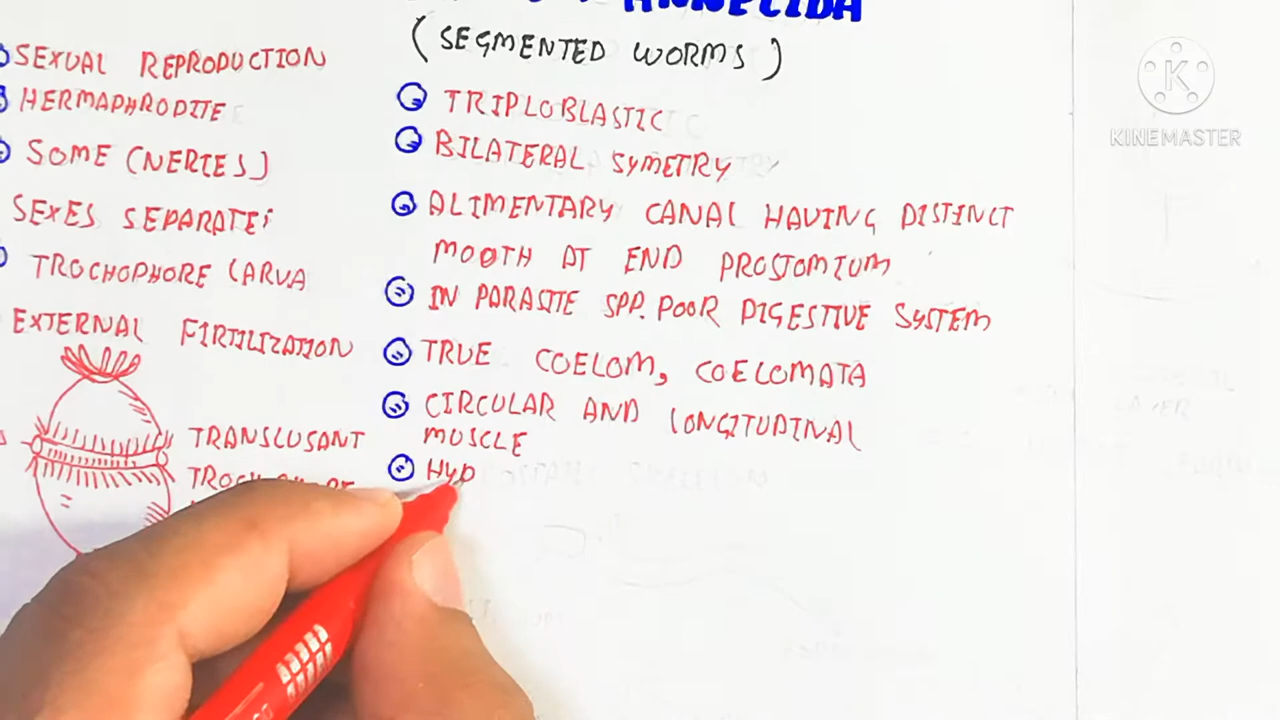 ANNELIDA
(SEGMENTED WORMS)
SEXUAL REPRODUCTION
HERMAPHRODITE
SOME (NERIES)
SEXES SEPARATE;
TROCHOPHORE LARVA
EXTERNAL FIRTILIZATION
TRANSLUSANT
TRIPLOBLASTIC
BILATERAL SYMETRY
ALIMENTARY CANAL HAVING DISTINCT
MOOTH AT END PROSTOMIUM
IN PARASITE SPP. POOR DIGESTIVE SYSTEM
TRUE COELOM, COELOMATA
CIRCULAR AND LONGITUDINAL
MUSCLE
HYD
KINEMASTER